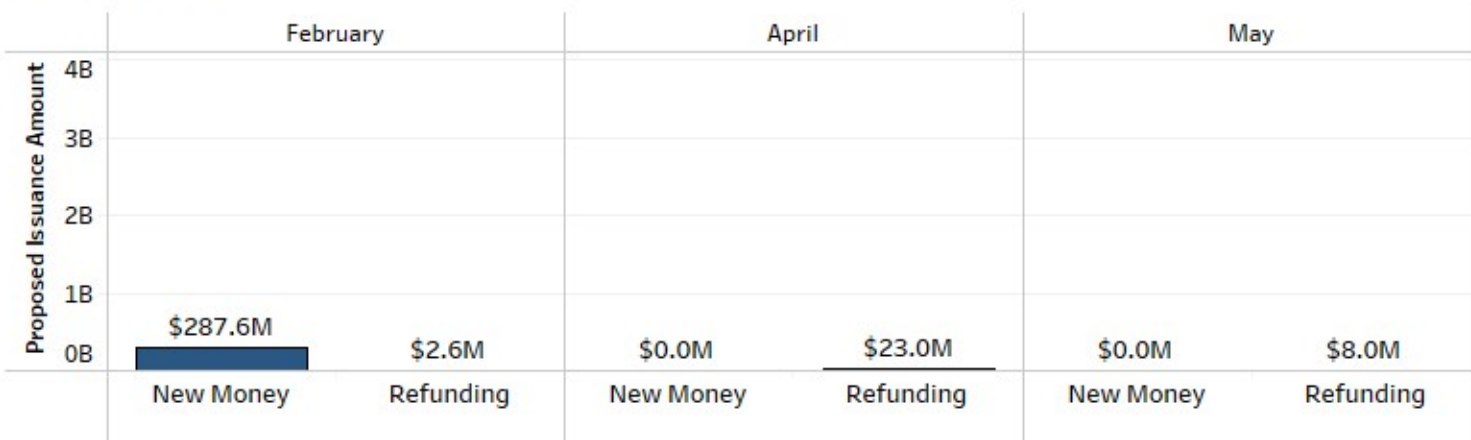 February April May
Proposed Issuance Amount
4B
3B
2B
1B
0B
$287.6M $2.6M $0.0M $23.0M $0.0M $8.0M
New Money Refunding New Money Refunding New Money Refunding